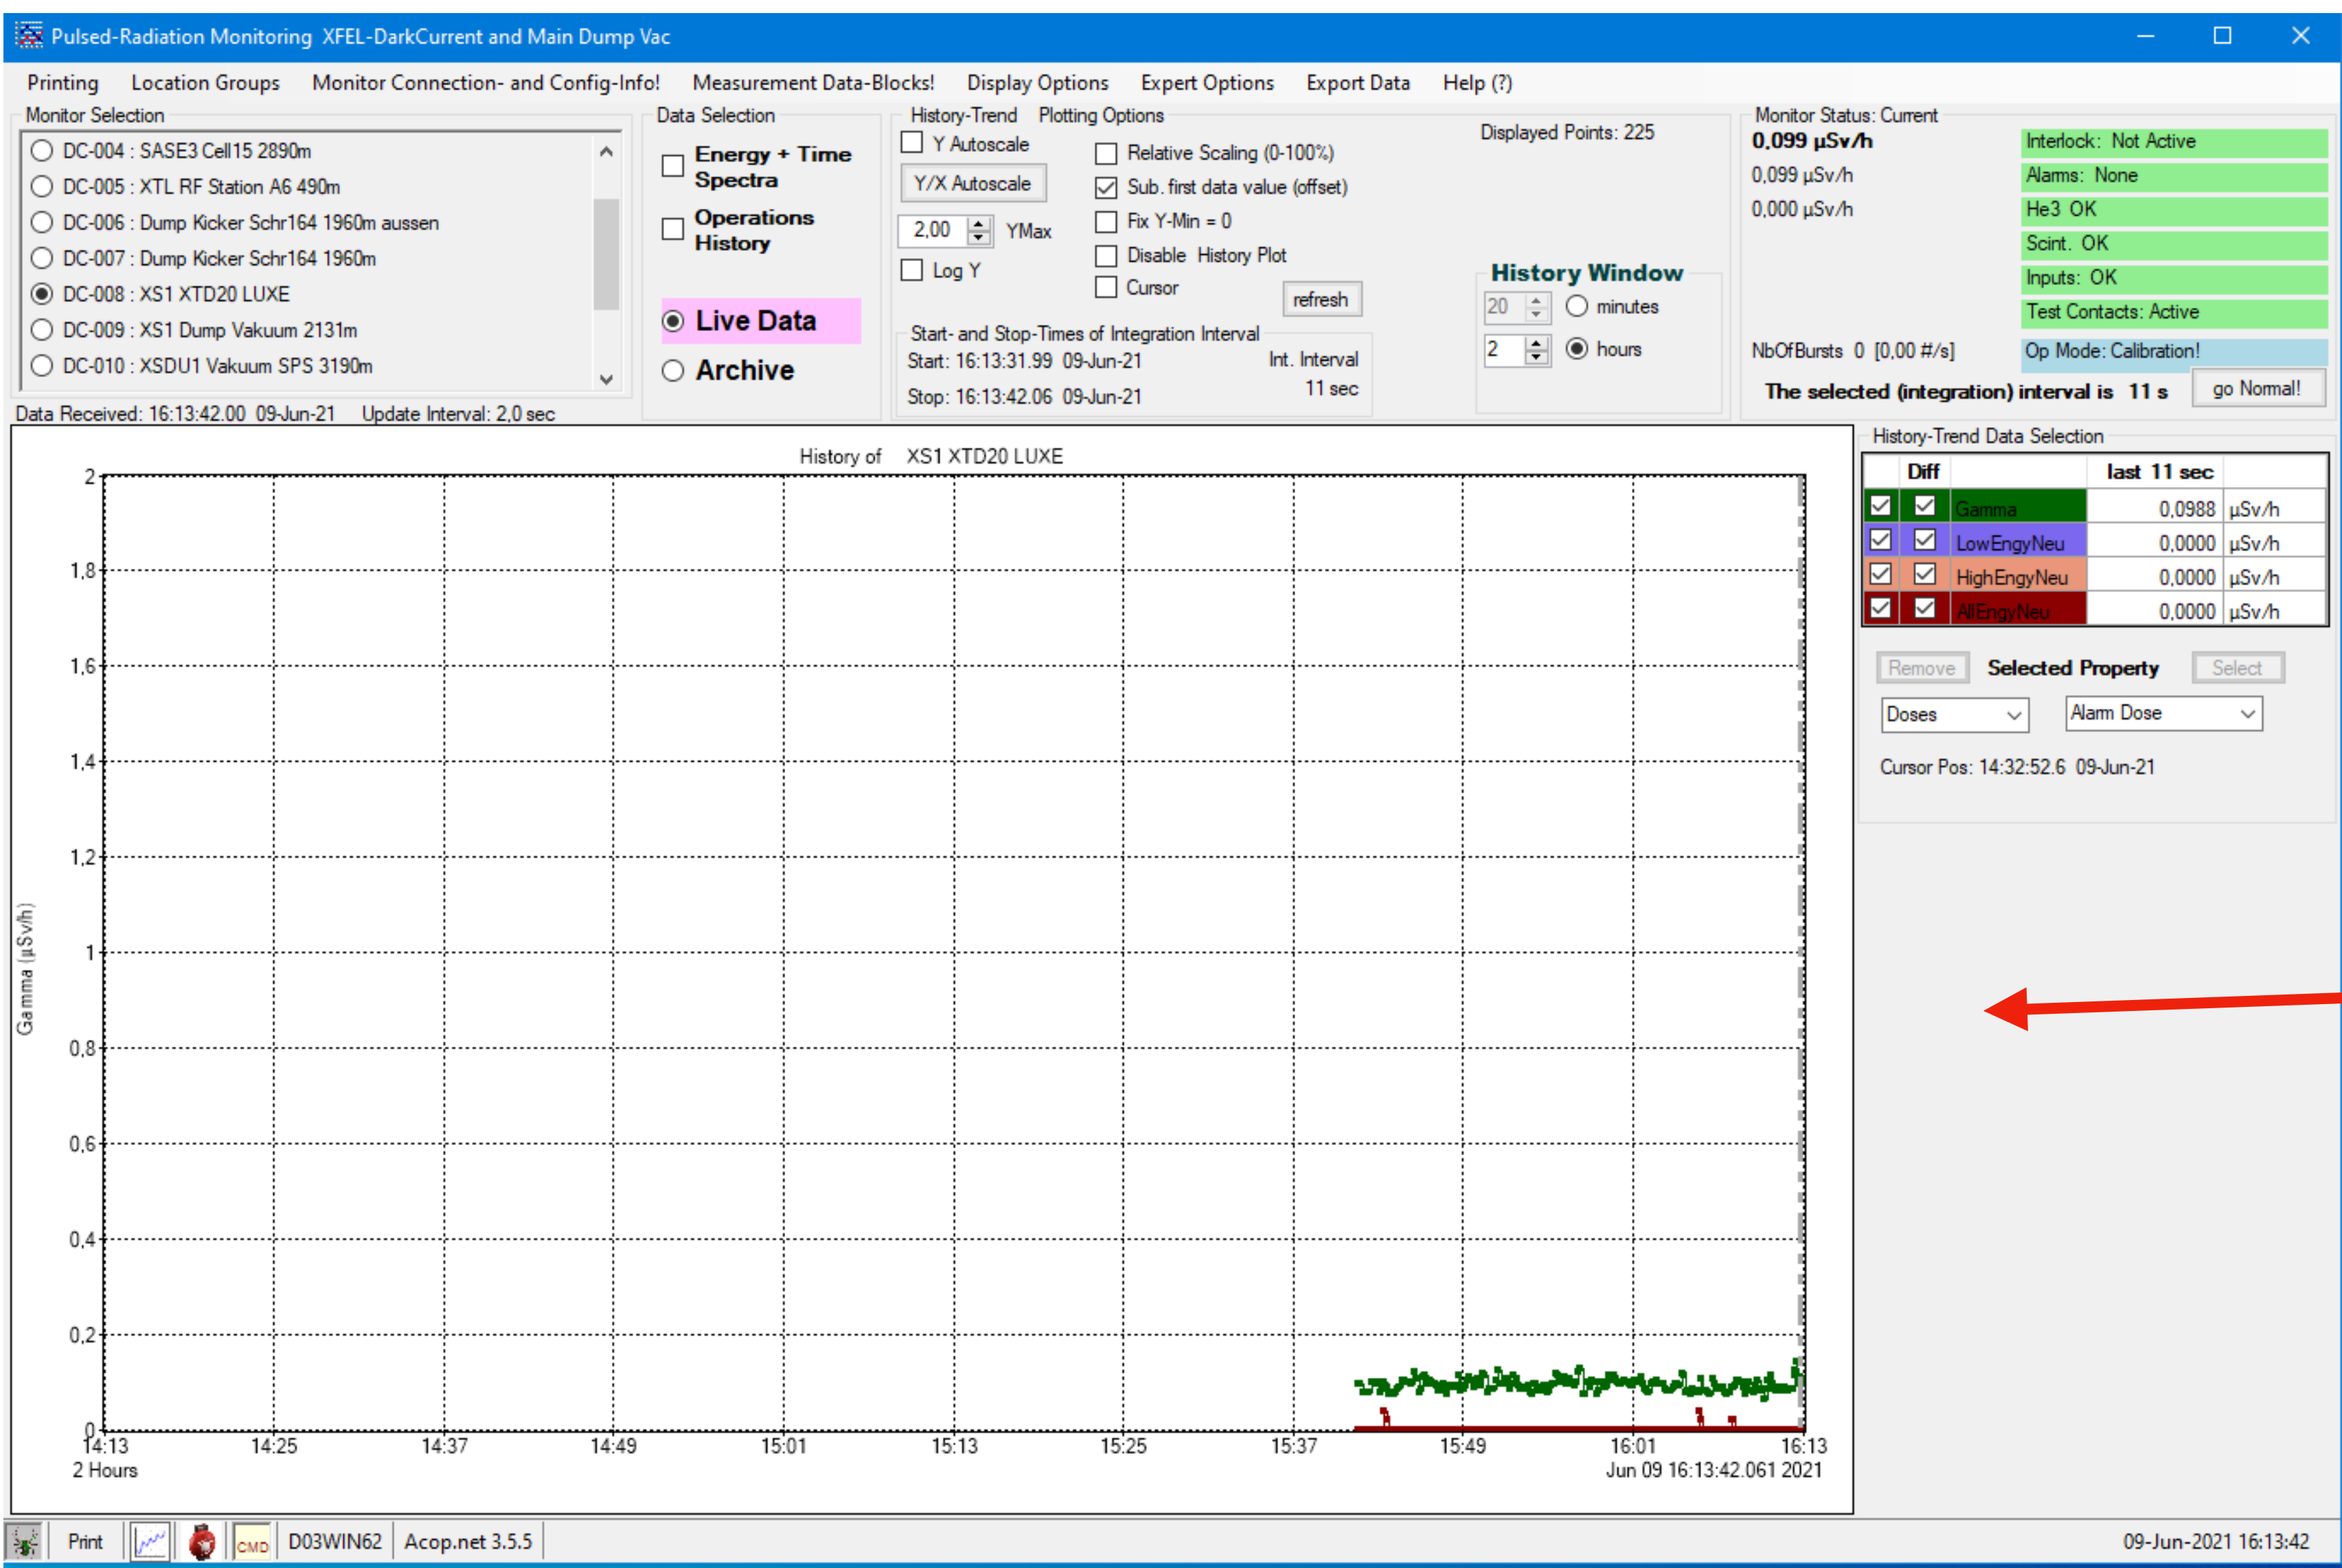 Pulsed-Radiation Monitoring XFEL-DarkCurrent and Main Dump Vac
Printing Location Groups Monitor Connection- and Config-Info! Measurement Data-Blocks! Display Options Expert Options Export Data Help (?)
Monitor Selection
DC-004 : SASE3 Cell15 2890m
DC-005 : XTL RF Station A6 490m
DC-006 : Dump Kicker Schr164 1960m aussen
DC-007 : Dump Kicker Schr164 1960m
DC-008 : XS1 XTD20 LUXE
DC-009 : XS1 Dump Vakuum 2131m
DC-010 : XSDU1 Vakuum SPS 3190m
Data Received: 16:13:42.00 09-Jun-21 Update Interval: 2,0 sec
Data Selection
Energy + Time
Spectra
Operations
History
Live Data
Archive
History-Trend Plotting Options
Y Autoscale
Y/X Autoscale
2,00 YMax
Log Y
Relative Scaling (0-100%)
Sub. first data value (offset)
Fix Y-Min = 0
Disable History Plot
Cursor
refresh
Displayed Points: 225
Start- and Stop-Times of Integration Interval
Start: 16:13:31.99 09-Jun-21 Int. Interval
Stop: 16:13:42.06 09-Jun-21 11 sec
History Window
20 minutes
2 hours
Monitor Status: Current
0,099 µSv/h
0,099 µSv/h
0,000 µSv/h
Interlock: Not Active
Alarms: None
He3 OK
Scint. OK
Inputs: OK
Test Contacts: Active
NbOfBursts 0 [0,00 #/s] Op Mode: Calibration!
The selected (integration) interval is 11 s go Normal!
History of XS1 XTD20 LUXE
Gamma (µSv/h)
2
1,8
1,6
1,4
1,2
1
0,8
0,6
0,4
0,2
0
14:13 14:25 14:37 14:49 15:01 15:13 15:25 15:37 15:49 16:01 16:13
2 Hours Jun 09 16:13:42.061 2021
History-Trend Data Selection
Diff last 11 sec
Gamma 0,0988 µSv/h
LowEngyNeu 0,0000 µSv/h
HighEngyNeu 0,0000 µSv/h
AllEngyNeu 0,0000 µSv/h
Remove Selected Property Select
Doses Alarm Dose
Cursor Pos: 14:32:52.6 09-Jun-21
Print CMD D03WIN62 Acop.net 3.5.5 09-Jun-2021 16:13:42